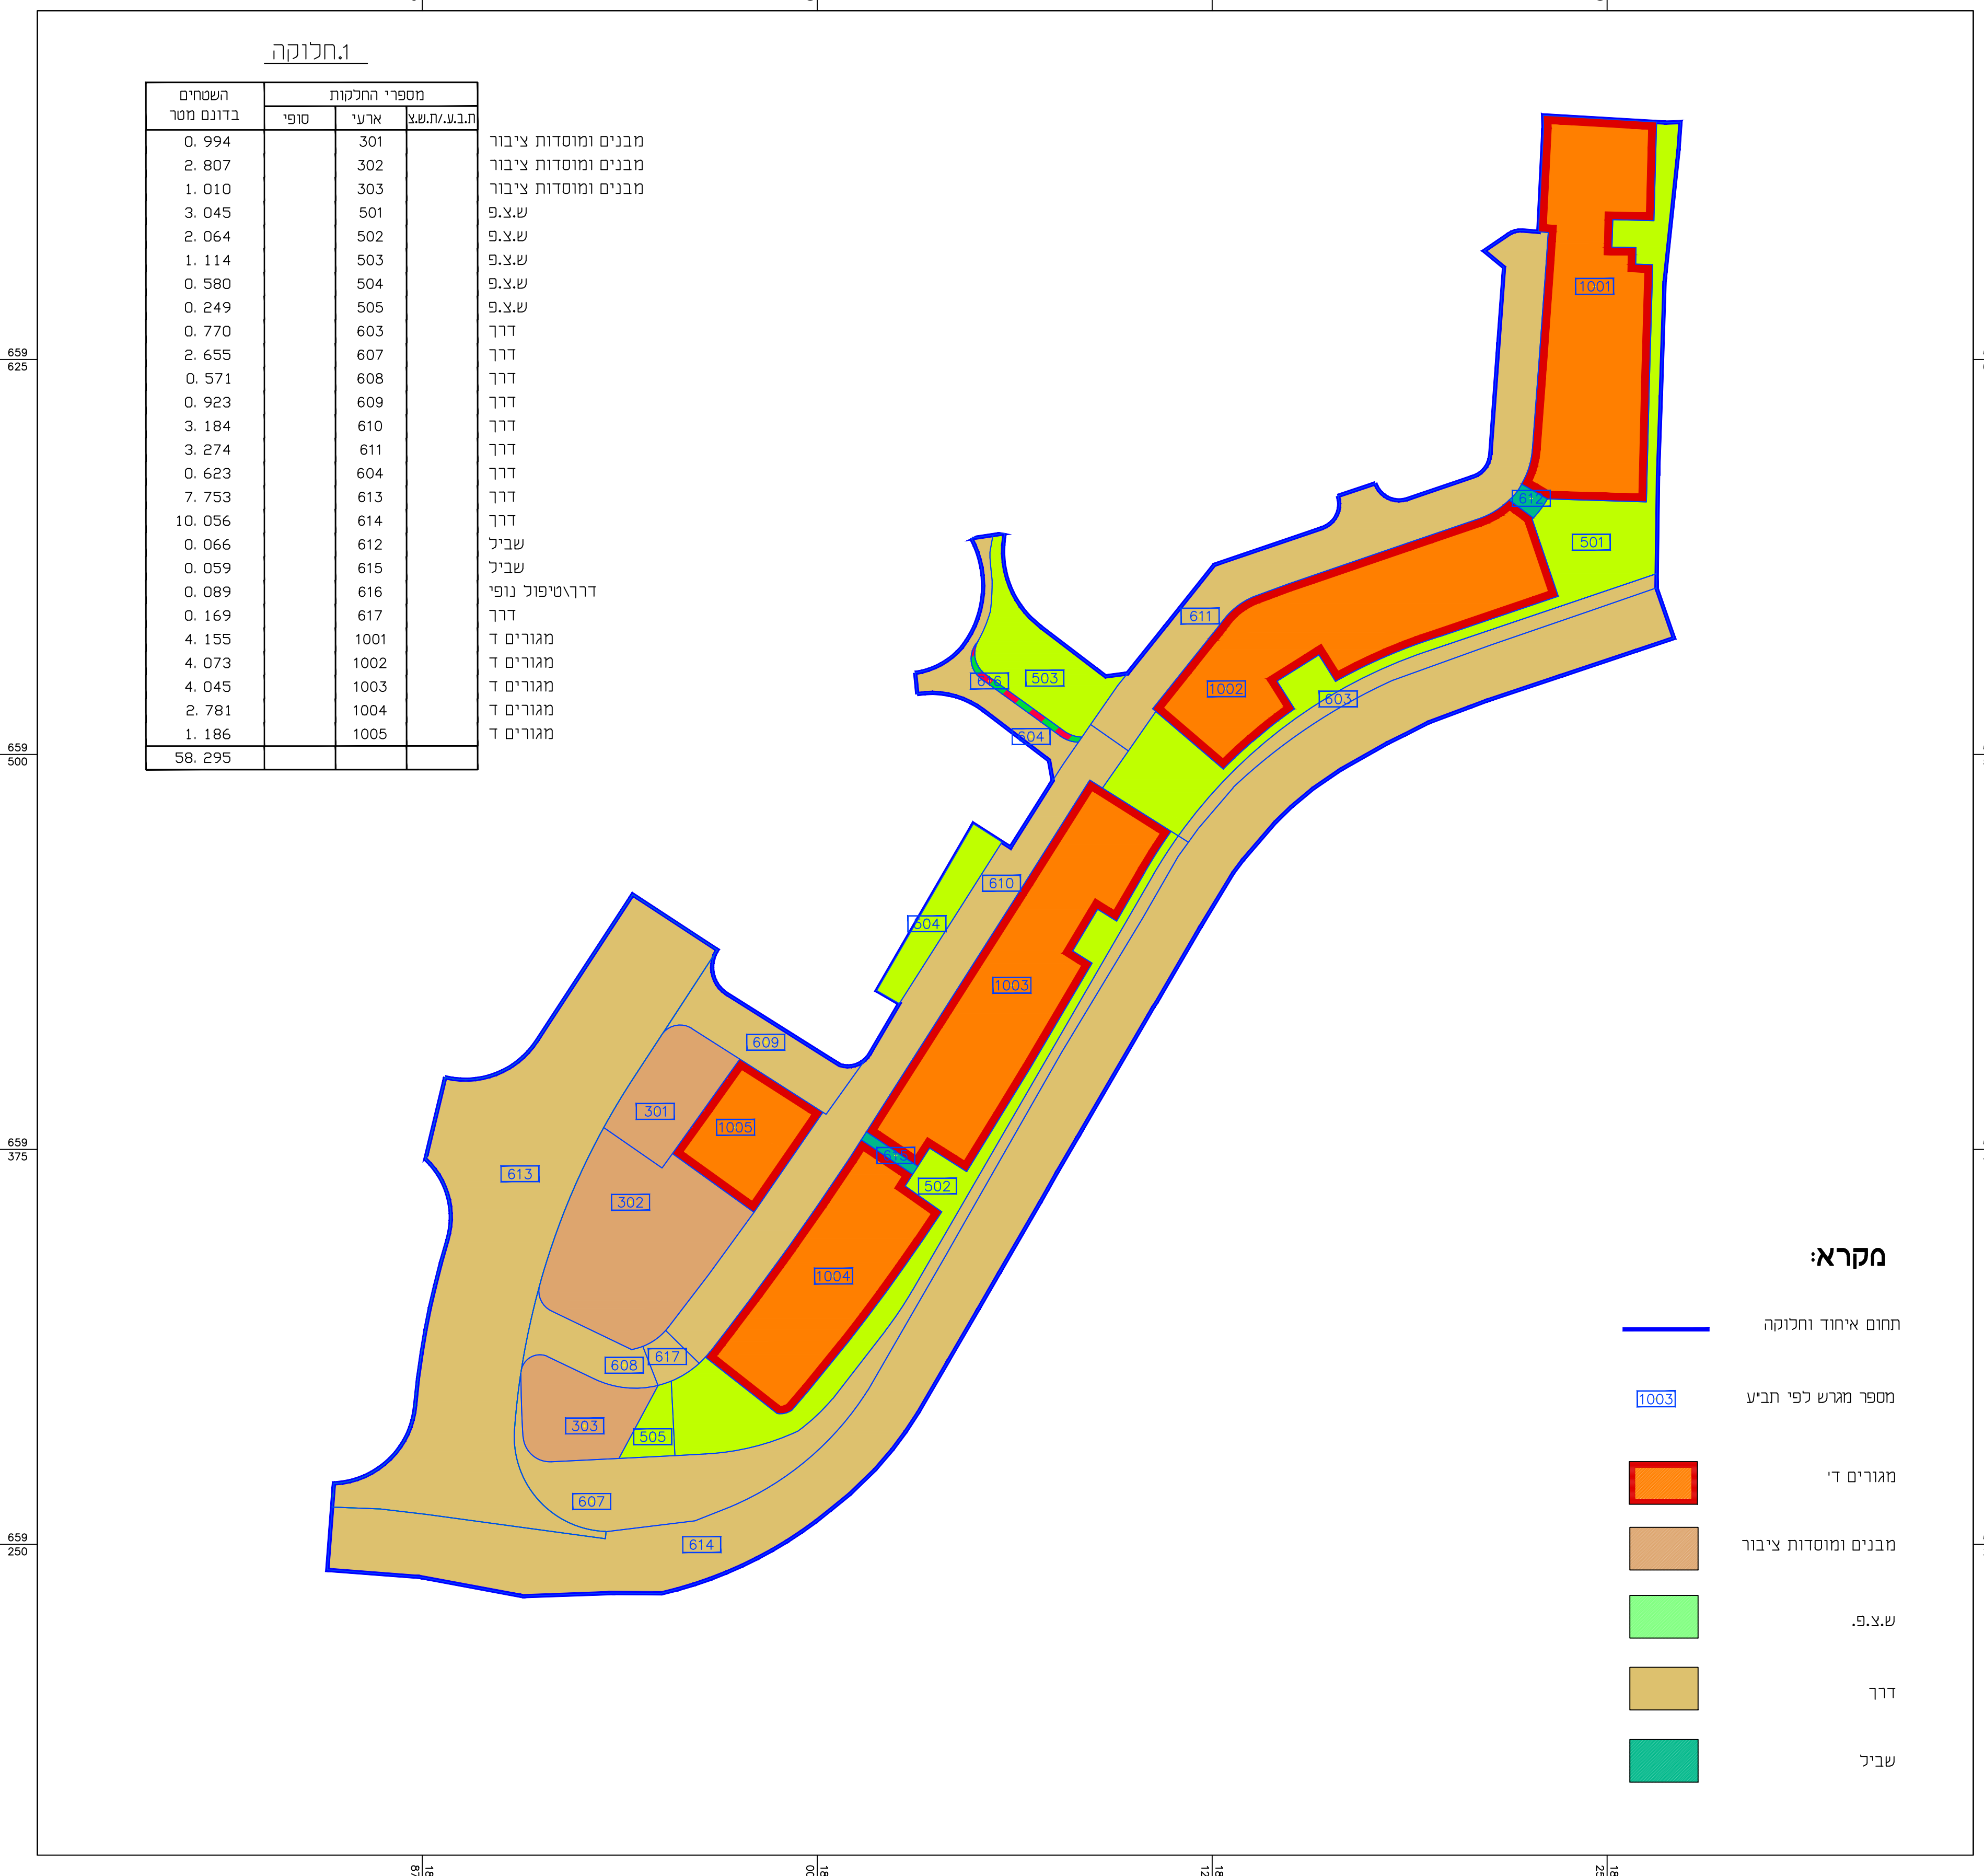 1.חלוקה
השטחים בדונם מטר
מספרי החלקות
סופי ארעי ת.ב.ע./ת.ש.צ
0.994 301 מבנים ומוסדות ציבור
2.807 302 מבנים ומוסדות ציבור
1.010 303 מבנים ומוסדות ציבור
3.045 501 ש.צ.פ
2.064 502 ש.צ.פ
1.114 503 ש.צ.פ
0.580 504 ש.צ.פ
0.249 505 ש.צ.פ
0.770 603 דרך
2.655 607 דרך
0.571 608 דרך
0.923 609 דרך
3.184 610 דרך
3.274 611 דרך
0.623 604 דרך
7.753 613 דרך
10.056 614 דרך
0.066 612 שביל
0.059 615 שביל
0.089 616 דרך\טיפול נופי
0.169 617 דרך
4.155 1001 מגורים ד
4.073 1002 מגורים ד
4.045 1003 מגורים ד
2.781 1004 מגורים ד
1.186 1005 מגורים ד
58.295
659
625
659
500
659
375
659
250
1001
612
501
611
1002
603
616
503
604
610
504
1003
609
301
1005
613
302
615
502
1004
608
617
303
505
607
614
מקרא:
תחום איחוד וחלוקה
מספר מגרש לפי תב"ע
1003
מגורים ד'
מבנים ומוסדות ציבור
ש.צ.פ.
דרך
שביל